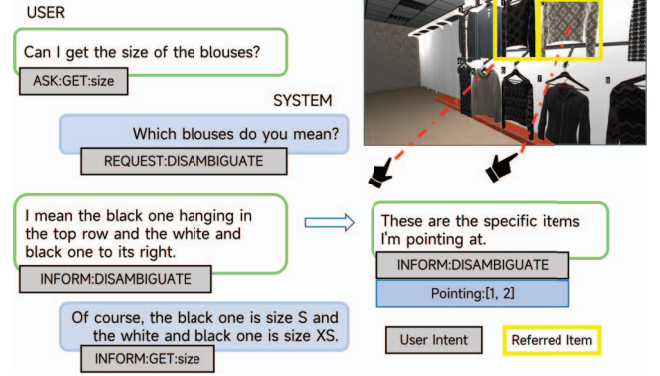 USER
Can I get the size of the blouses?
ASK:GET:size
SYSTEM
Which blouses do you mean?
REQUEST:DISAMBIGUATE
I mean the black one hanging in
the top row and the white and
black one to its right.
INFORM:DISAMBIGUATE
Of course, the black one is size S and
the white and black one is size XS.
INFORM:GET:size
These are the specific items
I'm pointing at.
INFORM:DISAMBIGUATE
Pointing:[1, 2]
User Intent
Referred Item